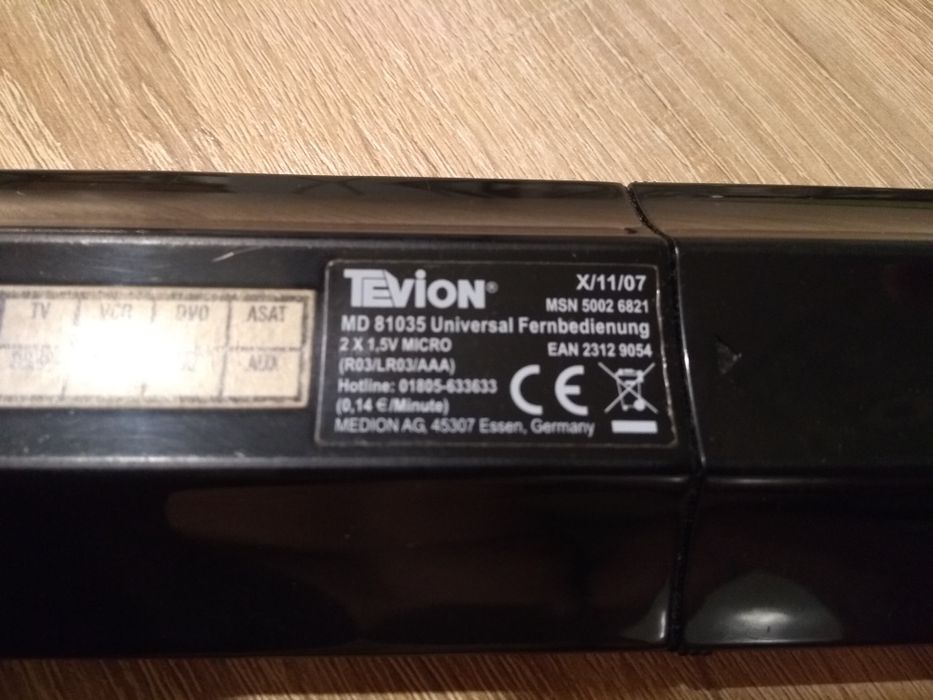 TEViON®
X/11/07
MSN 5002 6821
MD 81035 Universal Fernbedienung
2 X 1,5V MICRO
EAN 2312 9054
(R03/LR03/AAA)
Hotline: 01805-633633
(0,14 €/Minute)
CE
MEDION AG, 45307 Essen, Germany
TV VCR DVD ASAT
AUX